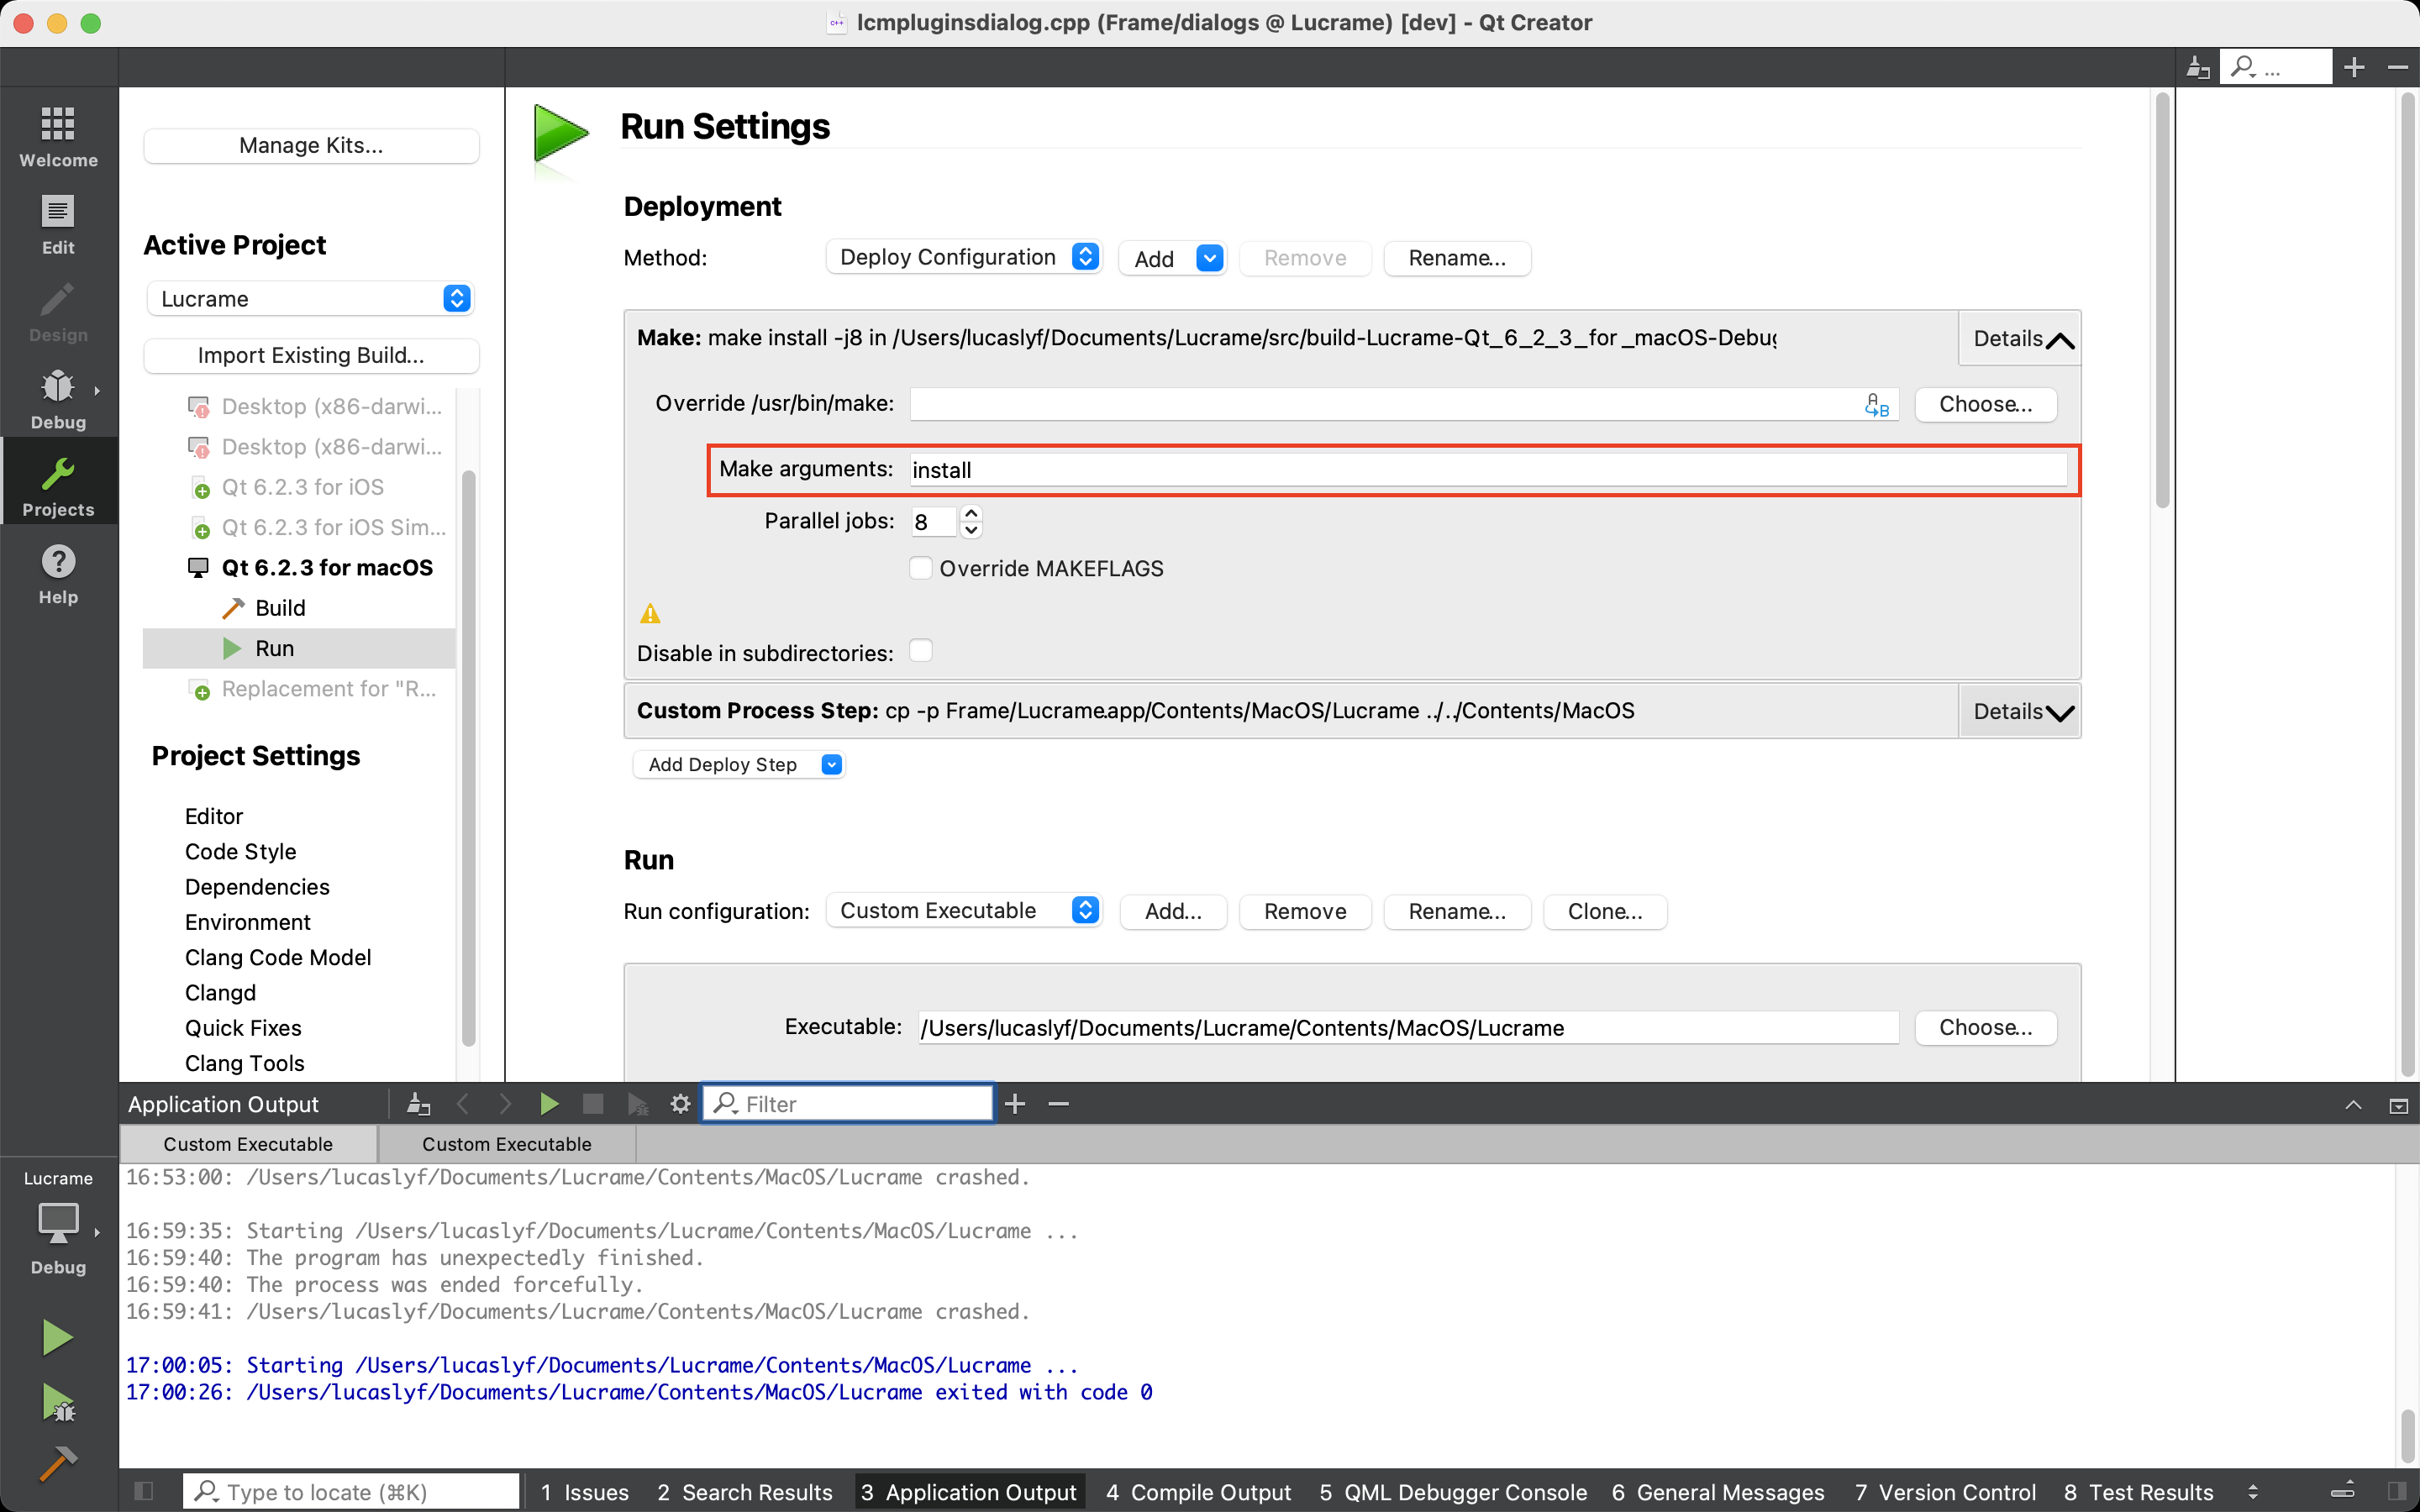 lcmpluginsdialog.cpp (Frame/dialogs @ Lucrame) [dev] - Qt Creator
...
Welcome
Edit
Design
Debug
Projects
Help
Manage Kits...
Active Project
Lucrame
Import Existing Build...
Desktop (x86-darwi...
Desktop (x86-darwi...
Qt 6.2.3 for iOS
Qt 6.2.3 for iOS Sim...
Qt 6.2.3 for macOS
Build
Run
Replacement for "R...
Project Settings
Editor
Code Style
Dependencies
Environment
Clang Code Model
Clangd
Quick Fixes
Clang Tools
Run Settings
Deployment
Method: Deploy Configuration Add Remove Rename...
Make: make install -j8 in /Users/lucaslyf/Documents/Lucrame/src/build-Lucrame-Qt_6_2_3_for_macOS-Debug Details
Override /usr/bin/make: Choose...
Make arguments: install
Parallel jobs: 8
Override MAKEFLAGS
Disable in subdirectories:
Custom Process Step: cp -p Frame/Lucrame.app/Contents/MacOS/Lucrame ../../Contents/MacOS Details
Add Deploy Step
Run
Run configuration: Custom Executable Add... Remove Rename... Clone...
Executable: /Users/lucaslyf/Documents/Lucrame/Contents/MacOS/Lucrame Choose...
Application Output Filter
Custom Executable Custom Executable
16:53:00: /Users/lucaslyf/Documents/Lucrame/Contents/MacOS/Lucrame crashed.
16:59:35: Starting /Users/lucaslyf/Documents/Lucrame/Contents/MacOS/Lucrame ...
16:59:40: The program has unexpectedly finished.
16:59:40: The process was ended forcefully.
16:59:41: /Users/lucaslyf/Documents/Lucrame/Contents/MacOS/Lucrame crashed.
17:00:05: Starting /Users/lucaslyf/Documents/Lucrame/Contents/MacOS/Lucrame ...
17:00:26: /Users/lucaslyf/Documents/Lucrame/Contents/MacOS/Lucrame exited with code 0
Lucrame
Debug
Type to locate (⌘K) 1 Issues 2 Search Results 3 Application Output 4 Compile Output 5 QML Debugger Console 6 General Messages 7 Version Control 8 Test Results